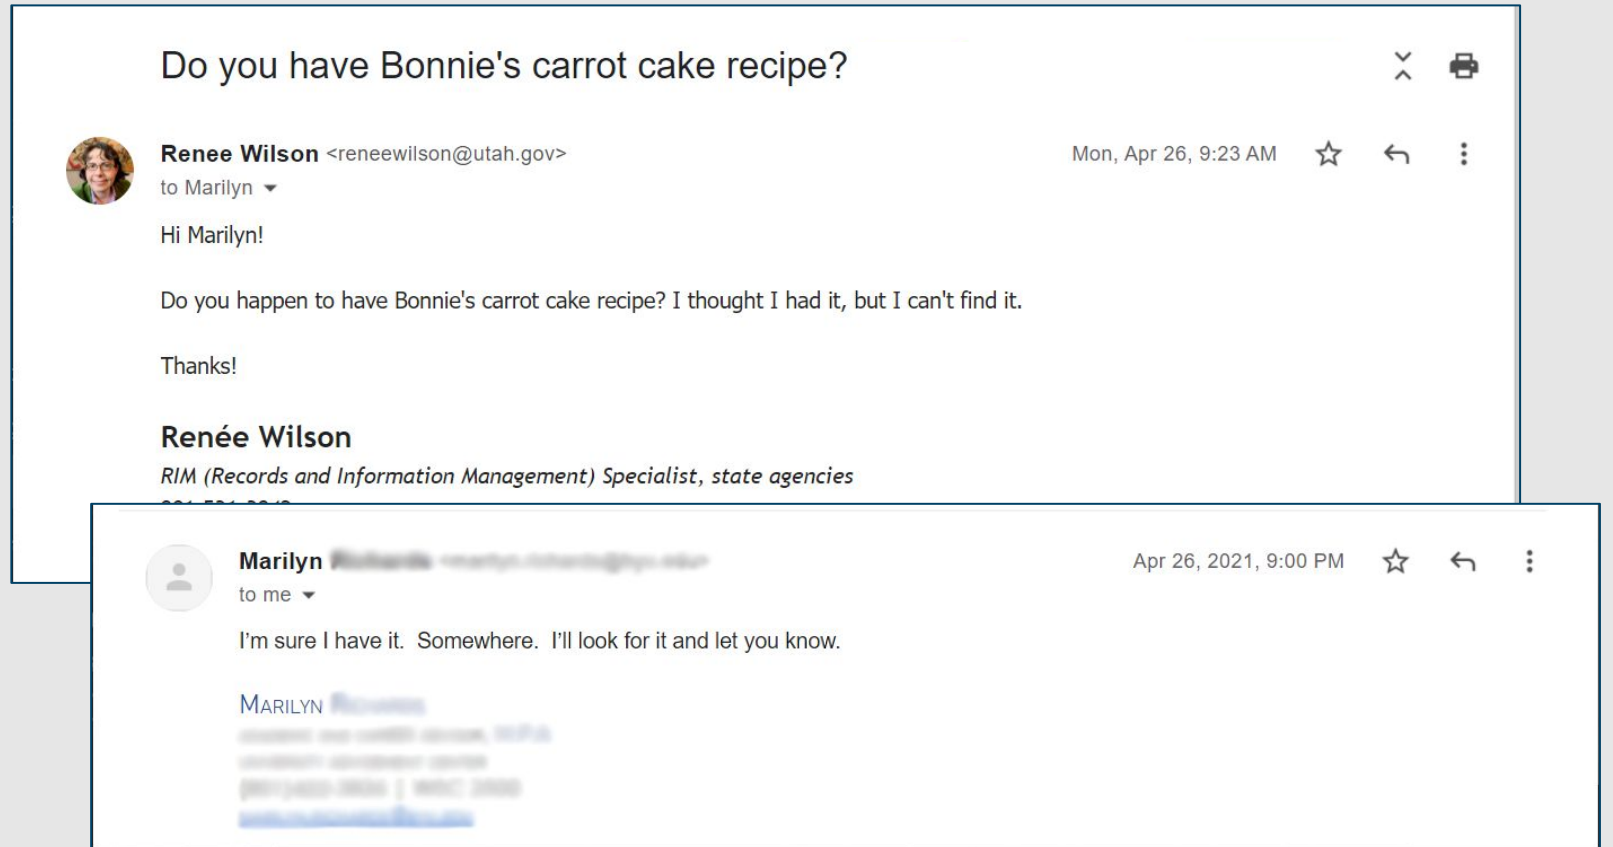 Do you have Bonnie's carrot cake recipe?
Renee Wilson <reneewilson@utah.gov>
Mon, Apr 26, 9:23 AM
to Marilyn
Hi Marilyn!
Do you happen to have Bonnie's carrot cake recipe? I thought I had it, but I can't find it.
Thanks!
Renée Wilson
RIM (Records and Information Management) Specialist, state agencies
Marilyn
Apr 26, 2021, 9:00 PM
to me
I'm sure I have it.  Somewhere.  I'll look for it and let you know.
MARILYN